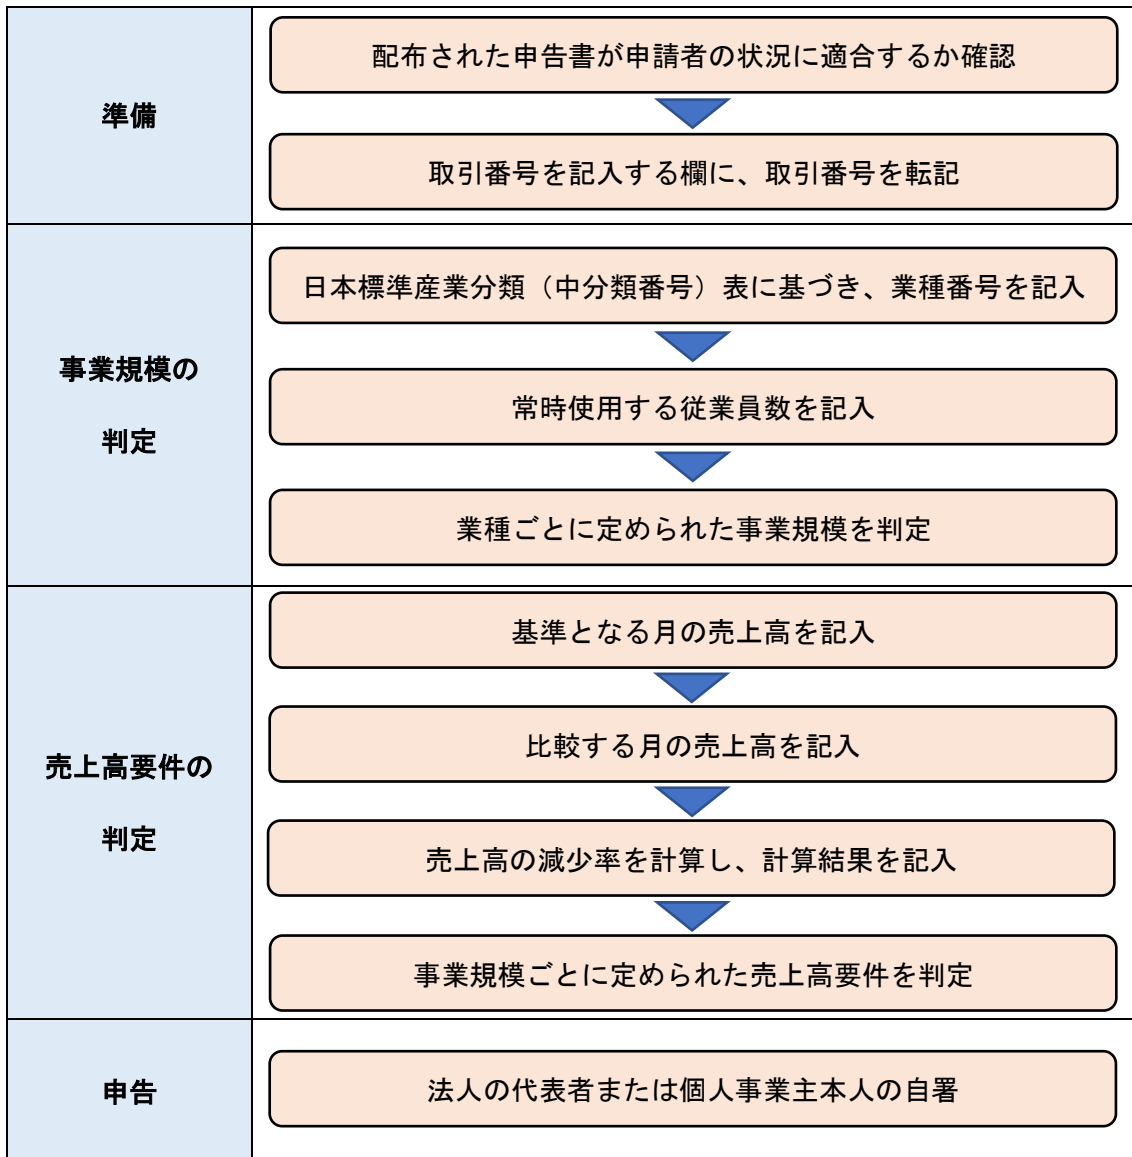 準備
配布された申告書が申請者の状況に適合するか確認
取引番号を記入する欄に、取引番号を転記
事業規模の
判定
日本標準産業分類（中分類番号）表に基づき、業種番号を記入
常時使用する従業員数を記入
業種ごとに定められた事業規模を判定
売上高要件の
判定
基準となる月の売上高を記入
比較する月の売上高を記入
売上高の減少率を計算し、計算結果を記入
事業規模ごとに定められた売上高要件を判定
申告
法人の代表者または個人事業主本人の自署